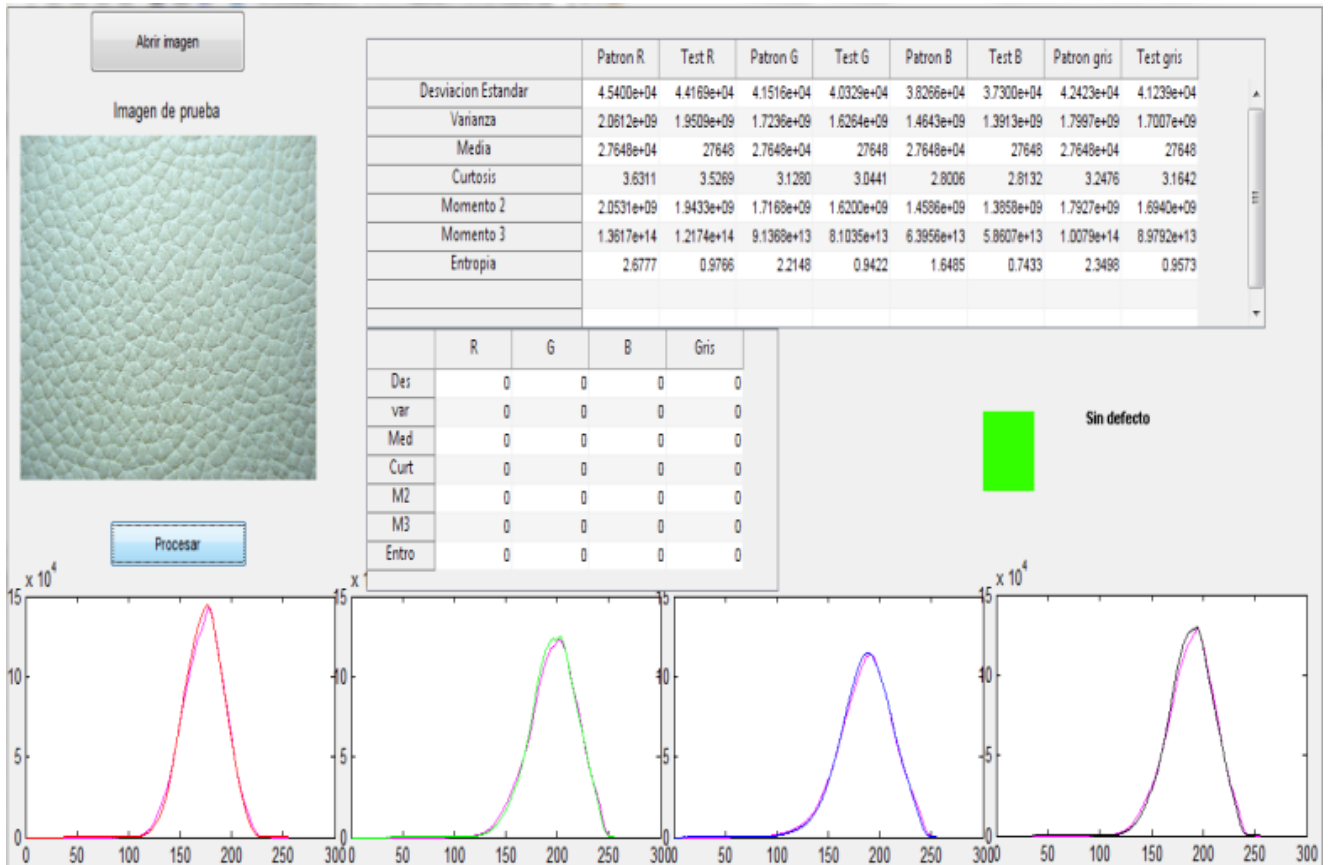 Abrir imagen
Imagen de prueba
Patron R Test R Patron G Test G Patron B Test B Patron gris Test gris
Desviacion Estandar 4.5400e+04 4.4169e+04 4.1516e+04 4.0329e+04 3.8266e+04 3.7300e+04 4.2423e+04 4.1239e+04
Varianza 2.0612e+09 1.9509e+09 1.7236e+09 1.6264e+09 1.4643e+09 1.3913e+09 1.7997e+09 1.7007e+09
Media 2.7648e+04 27648 2.7648e+04 27648 2.7648e+04 27648 2.7648e+04 27648
Curtosis 3.6311 3.5269 3.1280 3.0441 2.8006 2.8132 3.2476 3.1642
Momento 2 2.0531e+09 1.9433e+09 1.7168e+09 1.6200e+09 1.4586e+09 1.3858e+09 1.7927e+09 1.6940e+09
Momento 3 1.3617e+14 1.2174e+14 9.1368e+13 8.1035e+13 6.3956e+13 5.8607e+13 1.0079e+14 8.9792e+13
Entropia 2.6777 0.9766 2.2148 0.9422 1.6485 0.7433 2.3498 0.9573
R G B Gris
Des 0 0 0 0
var 0 0 0 0
Med 0 0 0 0
Curt 0 0 0 0
M2 0 0 0 0
M3 0 0 0 0
Entro 0 0 0 0
Sin defecto
Procesar
x 10^4
15
10
5
0
0 50 100 150 200 250 300
x 1
15
10
5
0
0 50 100 150 200 250 300
15
10
5
0
0 50 100 150 200 250 300
x 10^4
15
10
5
0
0 50 100 150 200 250 300